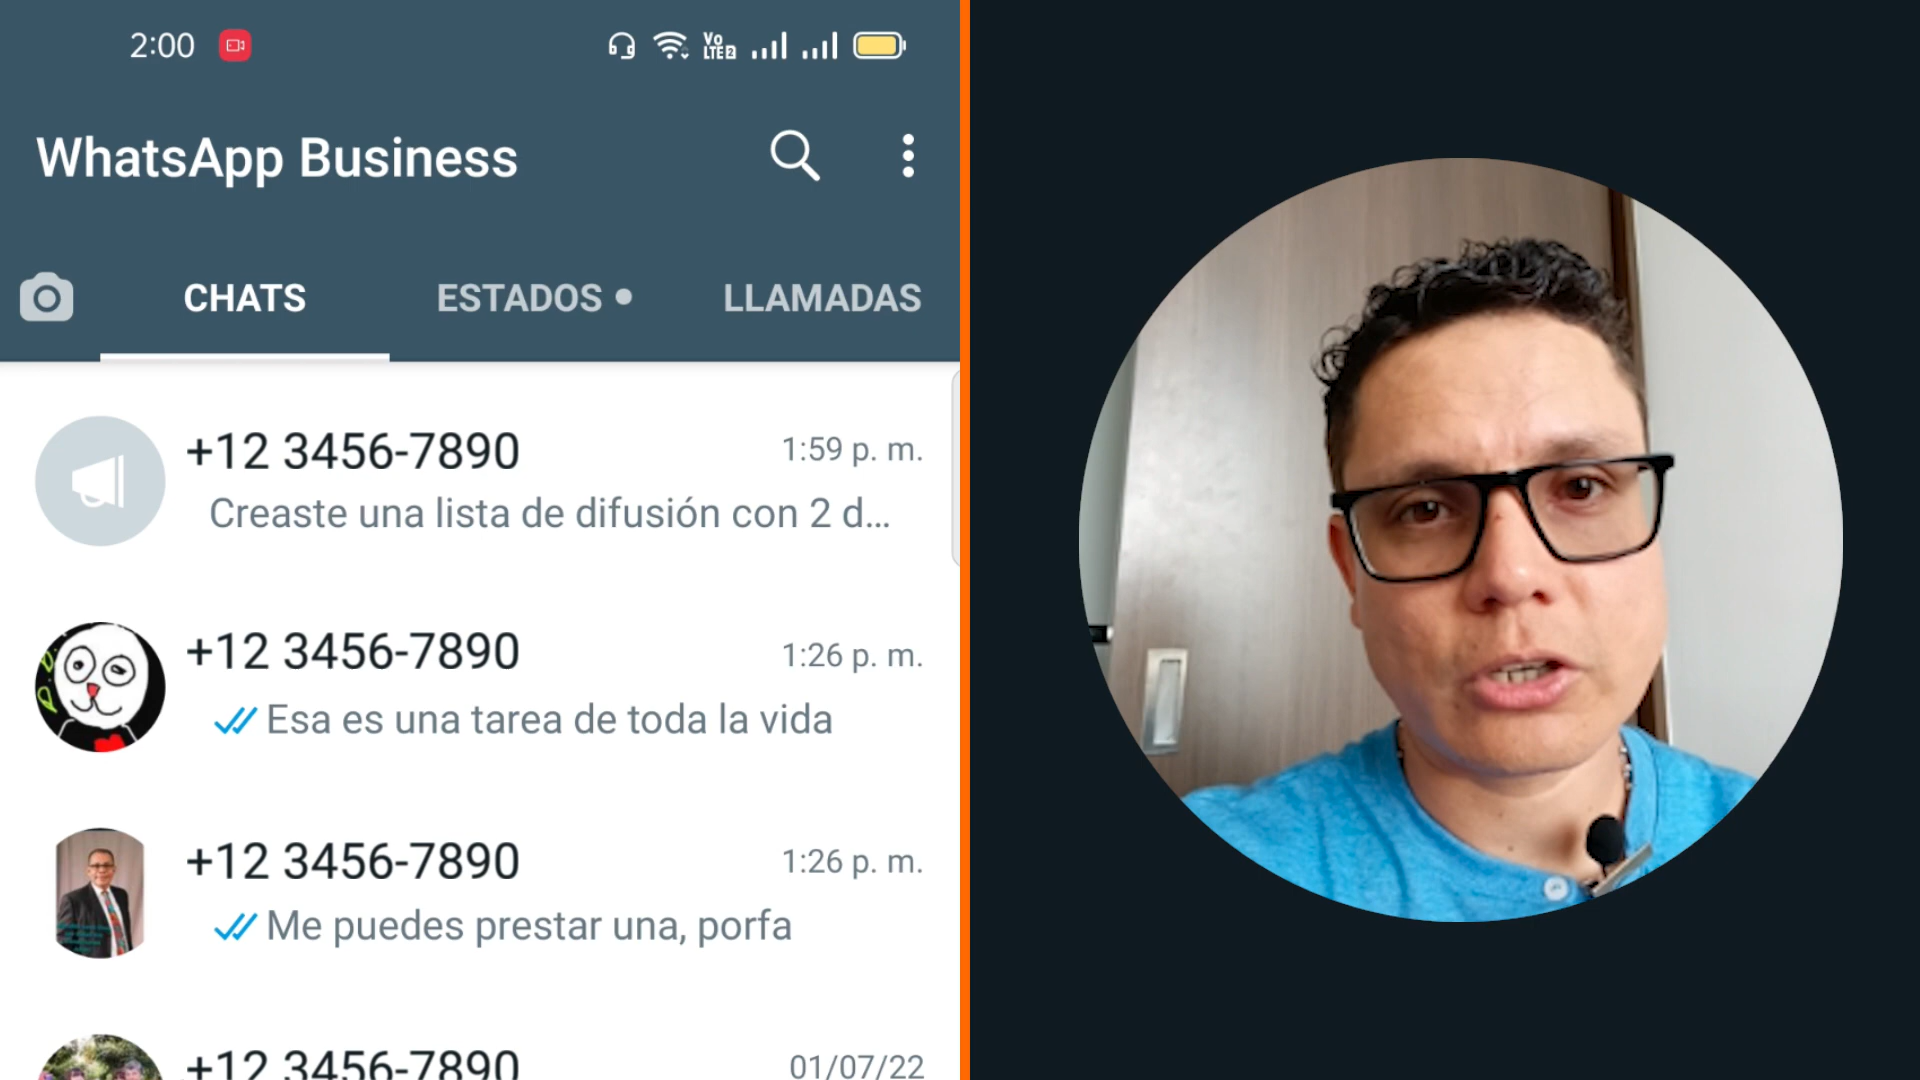 2:00
Vo
LTE2
WhatsApp Business
CHATS
ESTADOS
LLAMADAS
+12 3456-7890
1:59 p. m.
Creaste una lista de difusión con 2 d...
+12 3456-7890
1:26 p. m.
Esa es una tarea de toda la vida
+12 3456-7890
1:26 p. m.
Me puedes prestar una, porfa
+12 3456-7890
01/07/22